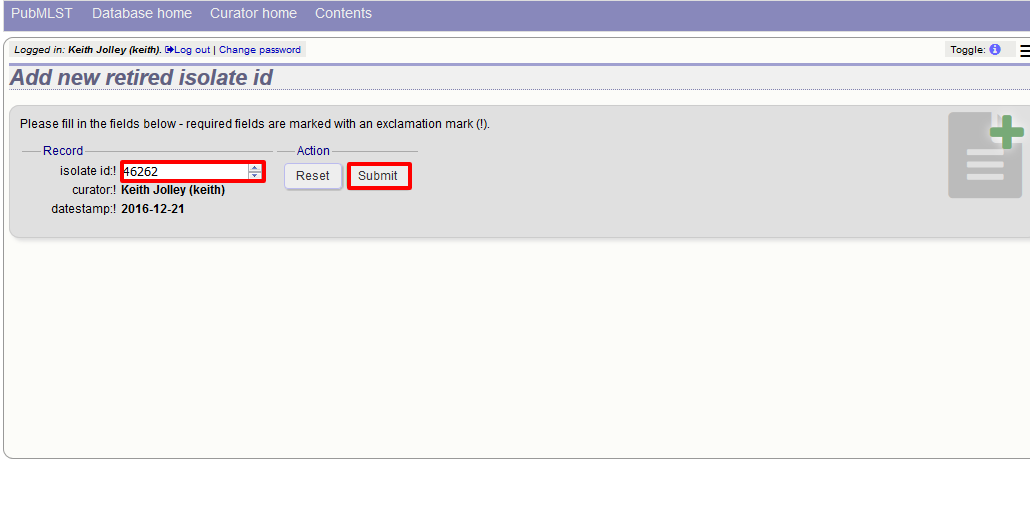 PubMLST Database home Curator home Contents
Logged in: Keith Jolley (keith). Log out | Change password Toggle:
Add new retired isolate id
Please fill in the fields below - required fields are marked with an exclamation mark (!).
Record Action
isolate id:! 46262 Reset Submit
curator:! Keith Jolley (keith)
datestamp:! 2016-12-21